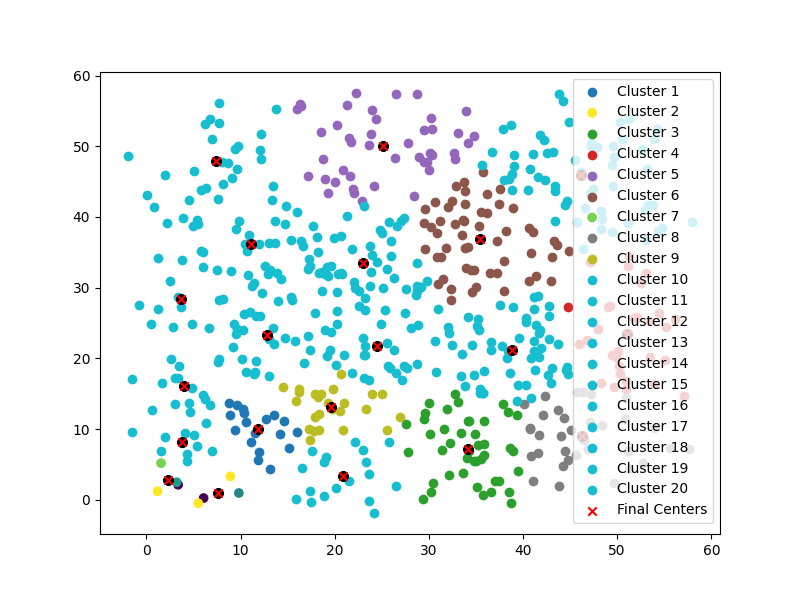 60
50
40
30
20
10
0
0 10 20 30 40 50 60
Cluster 1
Cluster 2
Cluster 3
Cluster 4
Cluster 5
Cluster 6
Cluster 7
Cluster 8
Cluster 9
Cluster 10
Cluster 11
Cluster 12
Cluster 13
Cluster 14
Cluster 15
Cluster 16
Cluster 17
Cluster 18
Cluster 19
Cluster 20
Final Centers